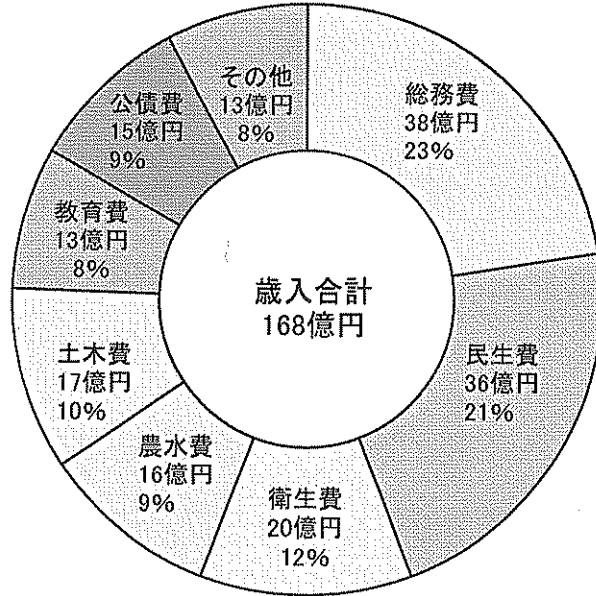 総務費
38億円
23%
民生費
36億円
21%
衛生費
20億円
12%
農水費
16億円
9%
土木費
17億円
10%
教育費
13億円
8%
公債費
15億円
9%
その他
13億円
8%
歳入合計
168億円